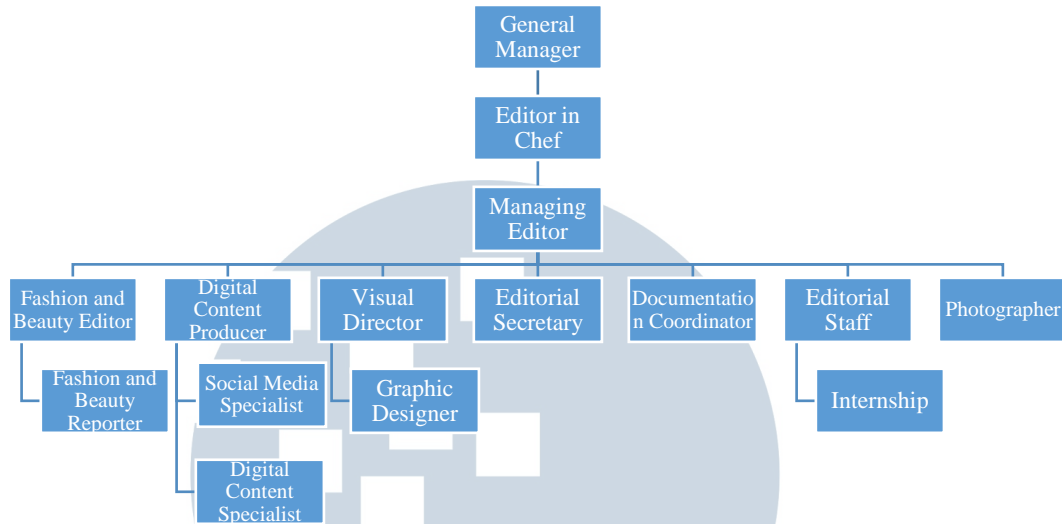 General
Manager
Editor in
Chef
Managing
Editor
Fashion and
Beauty Editor
Digital
Content
Producer
Visual
Director
Editorial
Secretary
Documentatio
n Coordinator
Editorial
Staff
Photographer
Fashion and
Beauty
Reporter
Social Media
Specialist
Graphic
Designer
Internship
Digital
Content
Specialist